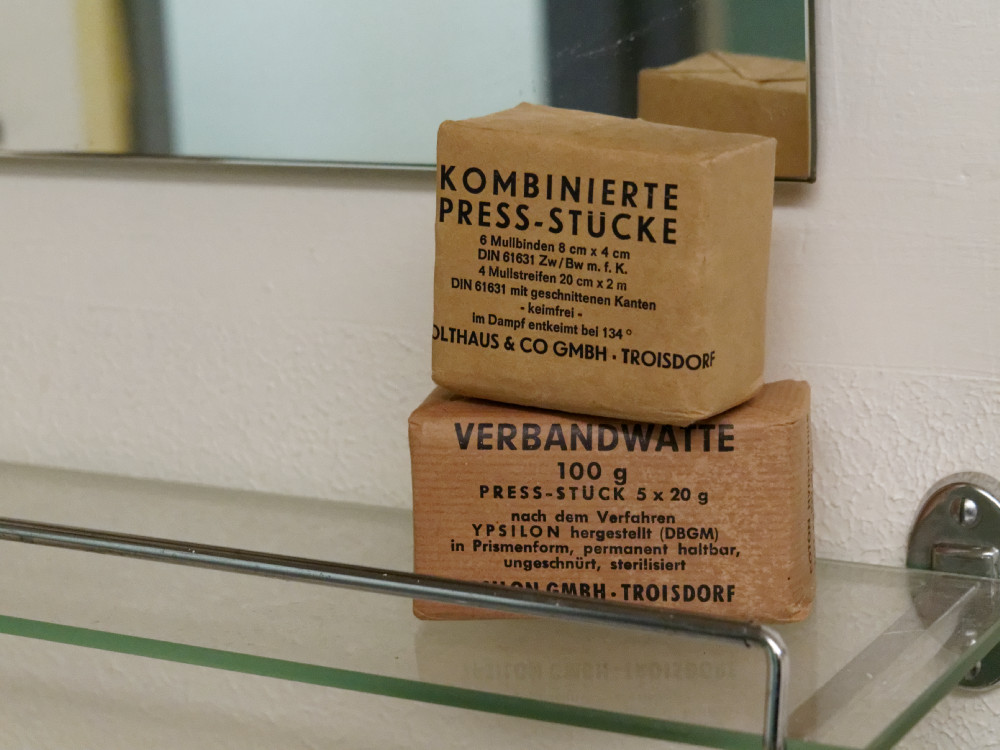 KOMBINIERTE
PRESS-STÜCKE
6 Mullbinden 8 cm x 4 cm
DIN 61631 Zw/Bw m. f. K.
4 Mullstreifen 20 cm x 2 m
DIN 61631 mit geschnittenen Kanten
- keimfrei -
im Dampf entkeimt bei 134°
OLTHAUS & CO GMBH · TROISDORF
VERBANDWATTE
100 g
PRESS-STÜCK 5 x 20 g
nach dem Verfahren
YPSILON hergestellt (DBGM)
in Prismenform, permanent haltbar,
ungeschnürt, sterilisiert
GMBH · TROISDORF